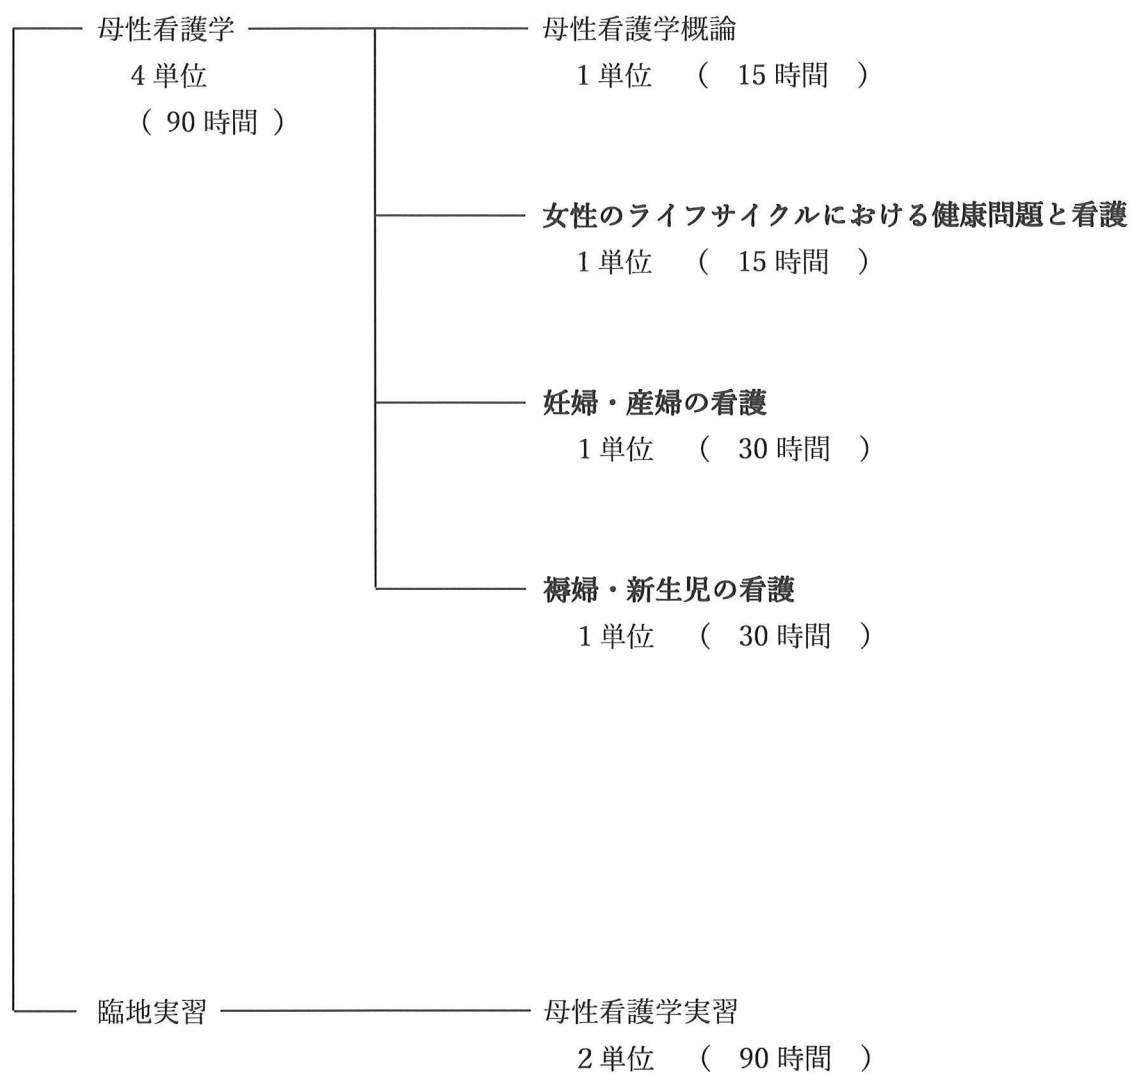 母性看護学
4単位
( 90時間 )
母性看護学概論
1単位 ( 15時間 )
女性のライフサイクルにおける健康問題と看護
1単位 ( 15時間 )
妊婦・産婦の看護
1単位 ( 30時間 )
褥婦・新生児の看護
1単位 ( 30時間 )
臨地実習
母性看護学実習
2単位 ( 90時間 )